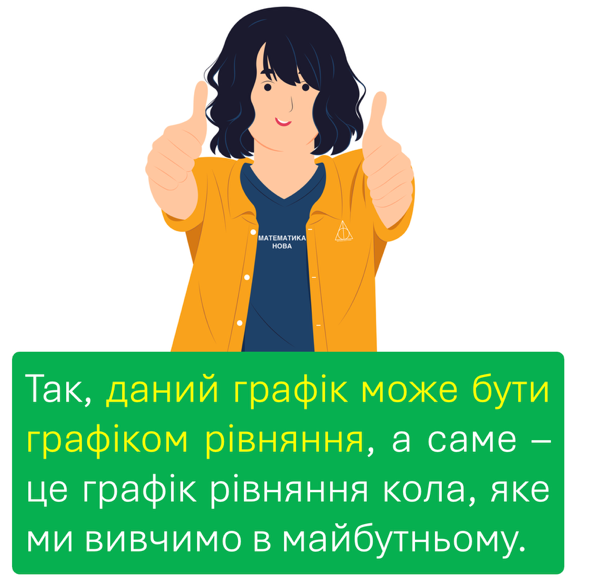 МАТЕМАТИКА
НОВА
Так, даний графік може бути
графіком рівняння, а саме –
це графік рівняння кола, яке
ми вивчимо в майбутньому.